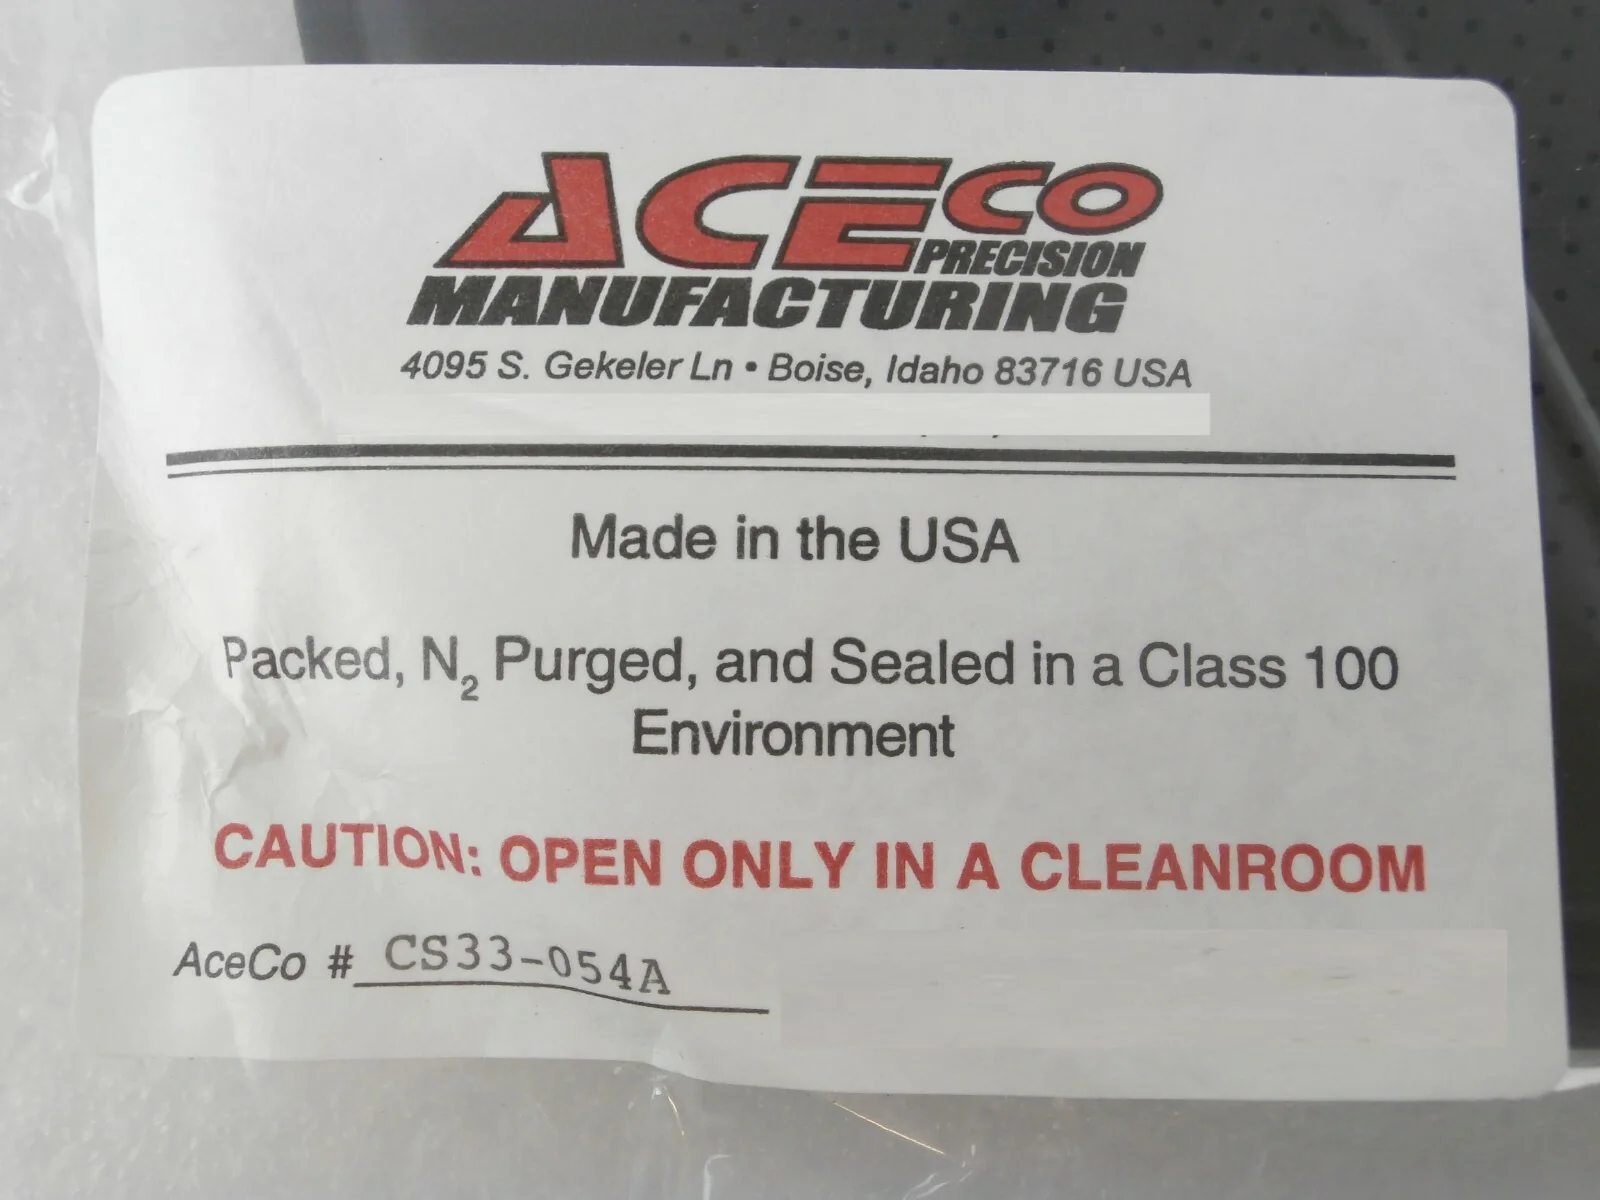 ACECO
PRECISION
MANUFACTURING
4095 S. Gekeler Ln • Boise, Idaho 83716 USA
Made in the USA
Packed, N₂ Purged, and Sealed in a Class 100
Environment
CAUTION: OPEN ONLY IN A CLEANROOM
AceCo # CS33-054A